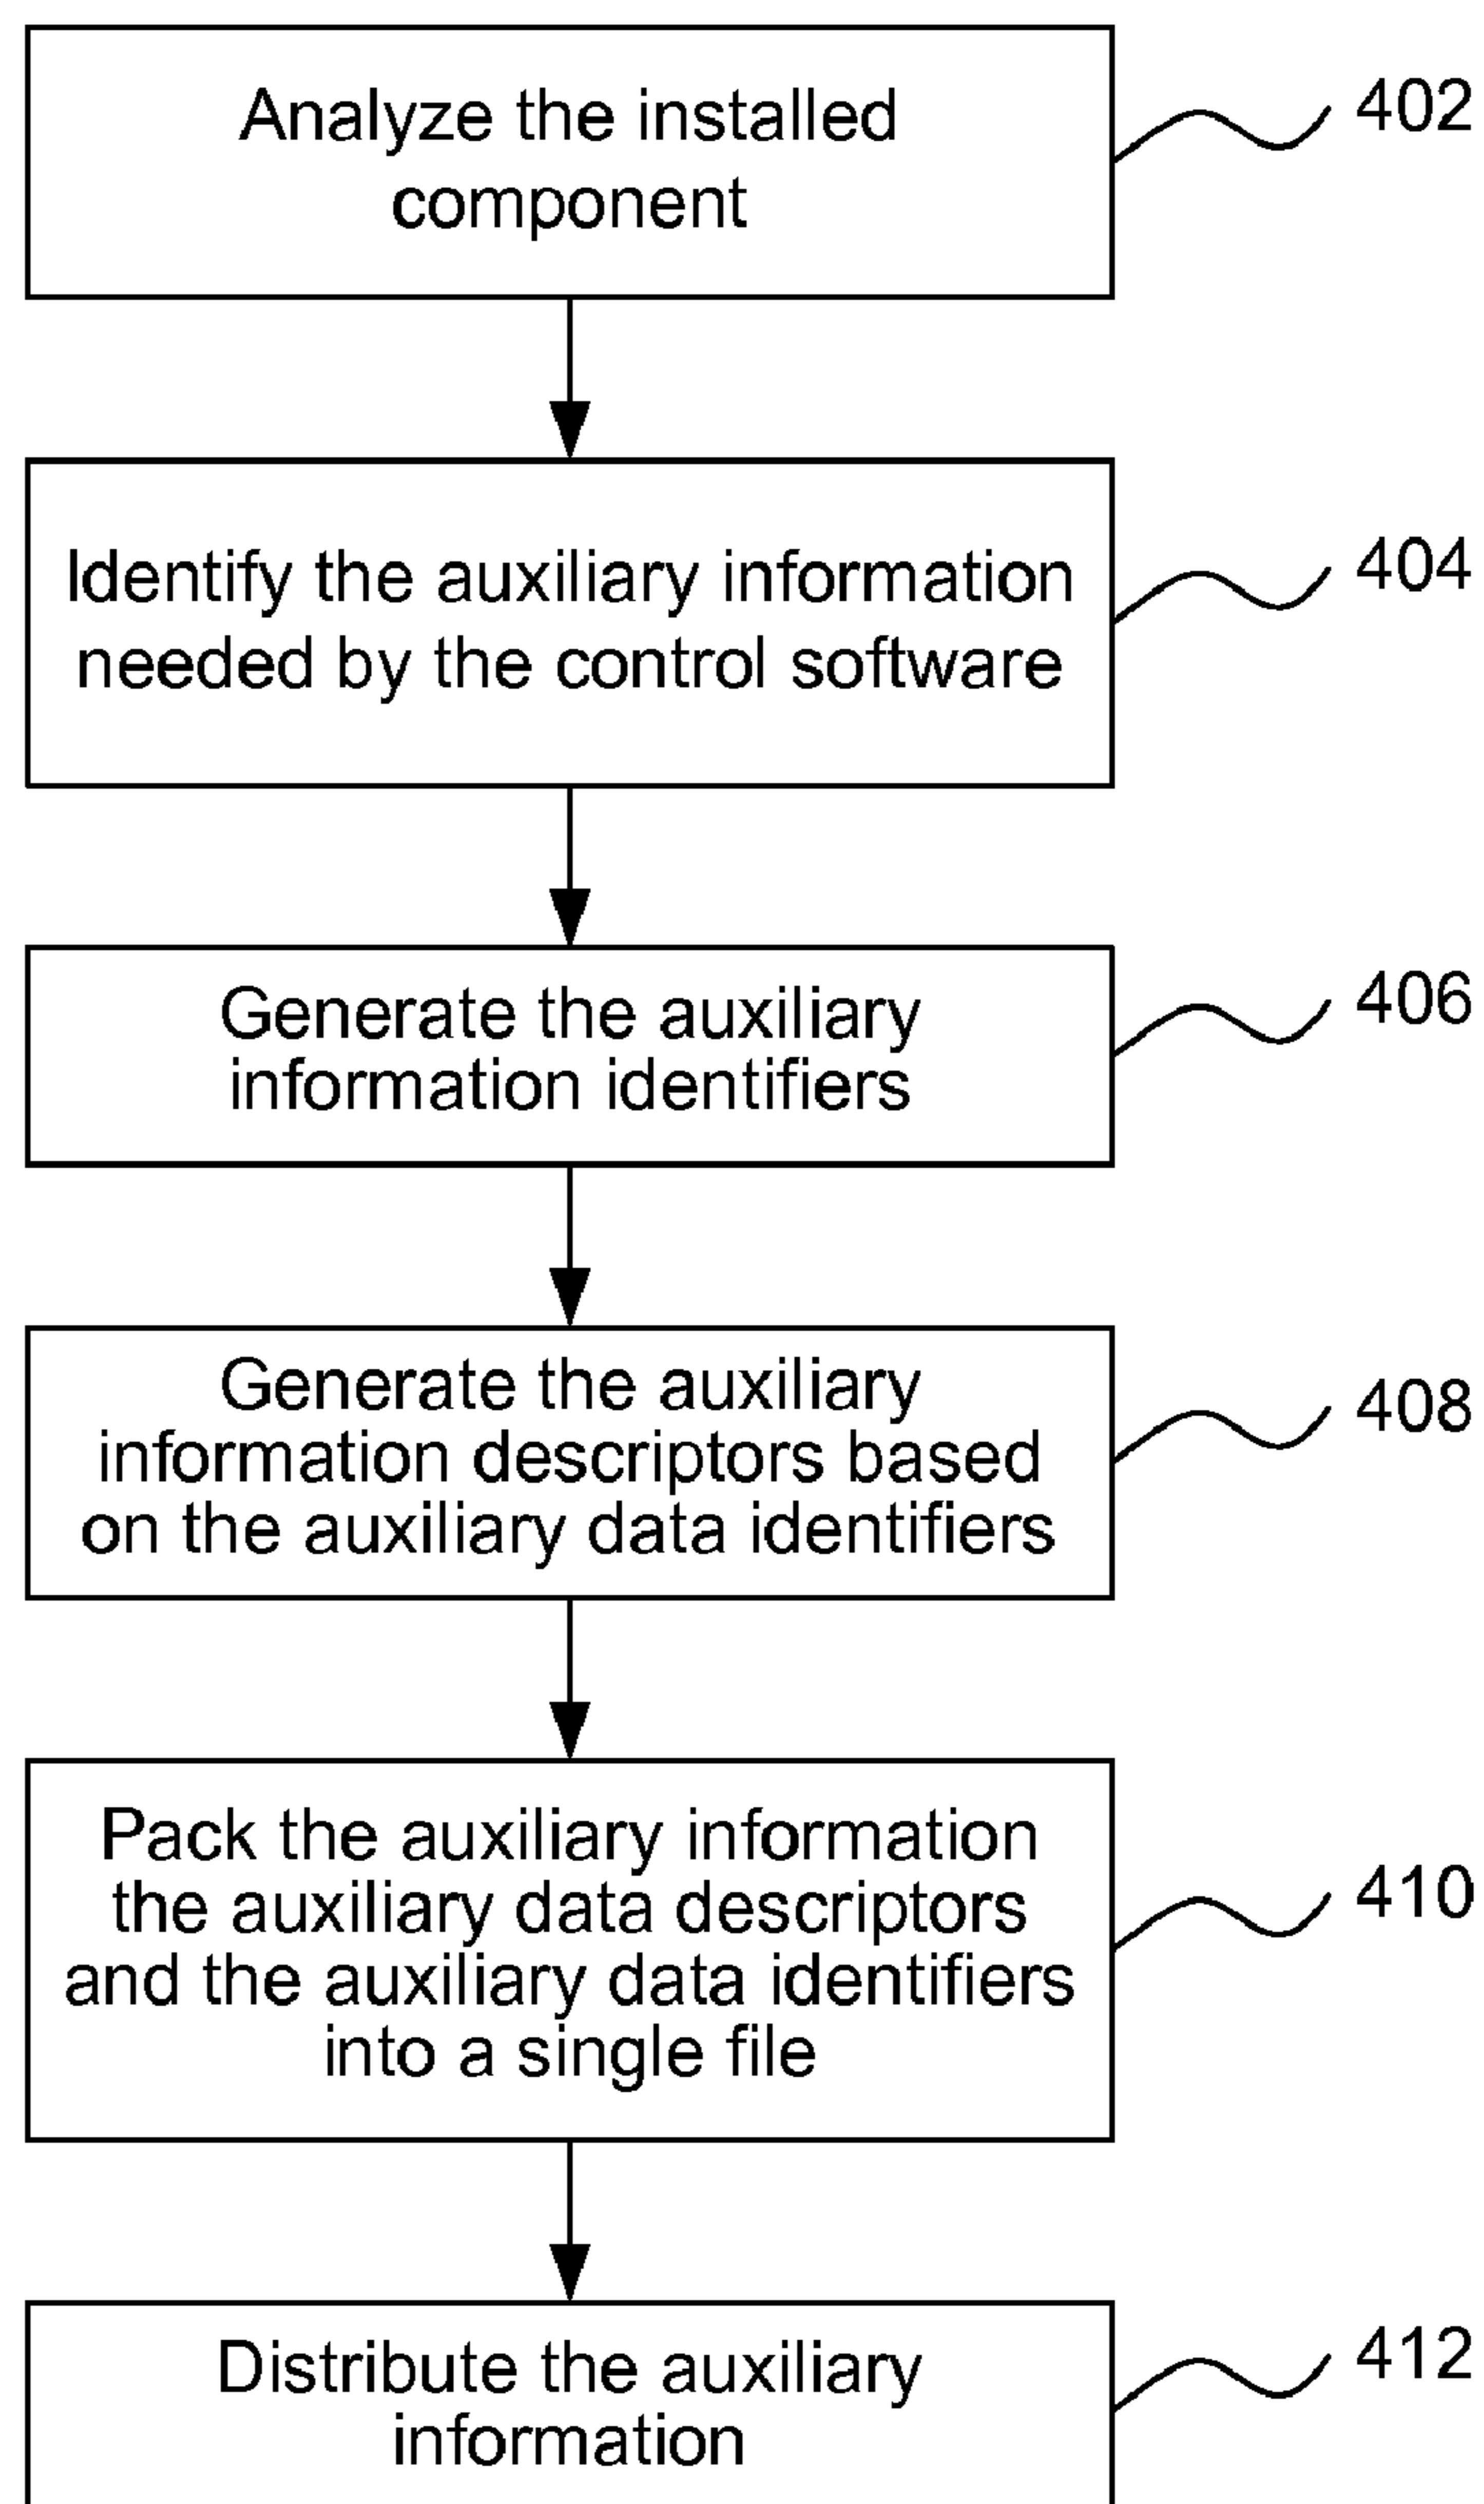 Analyze the installed
component
402
Identify the auxiliary information
needed by the control software
404
Generate the auxiliary
information identifiers
406
Generate the auxiliary
information descriptors based
on the auxiliary data identifiers
408
Pack the auxiliary information
the auxiliary data descriptors
and the auxiliary data identifiers
into a single file
410
Distribute the auxiliary
information
412